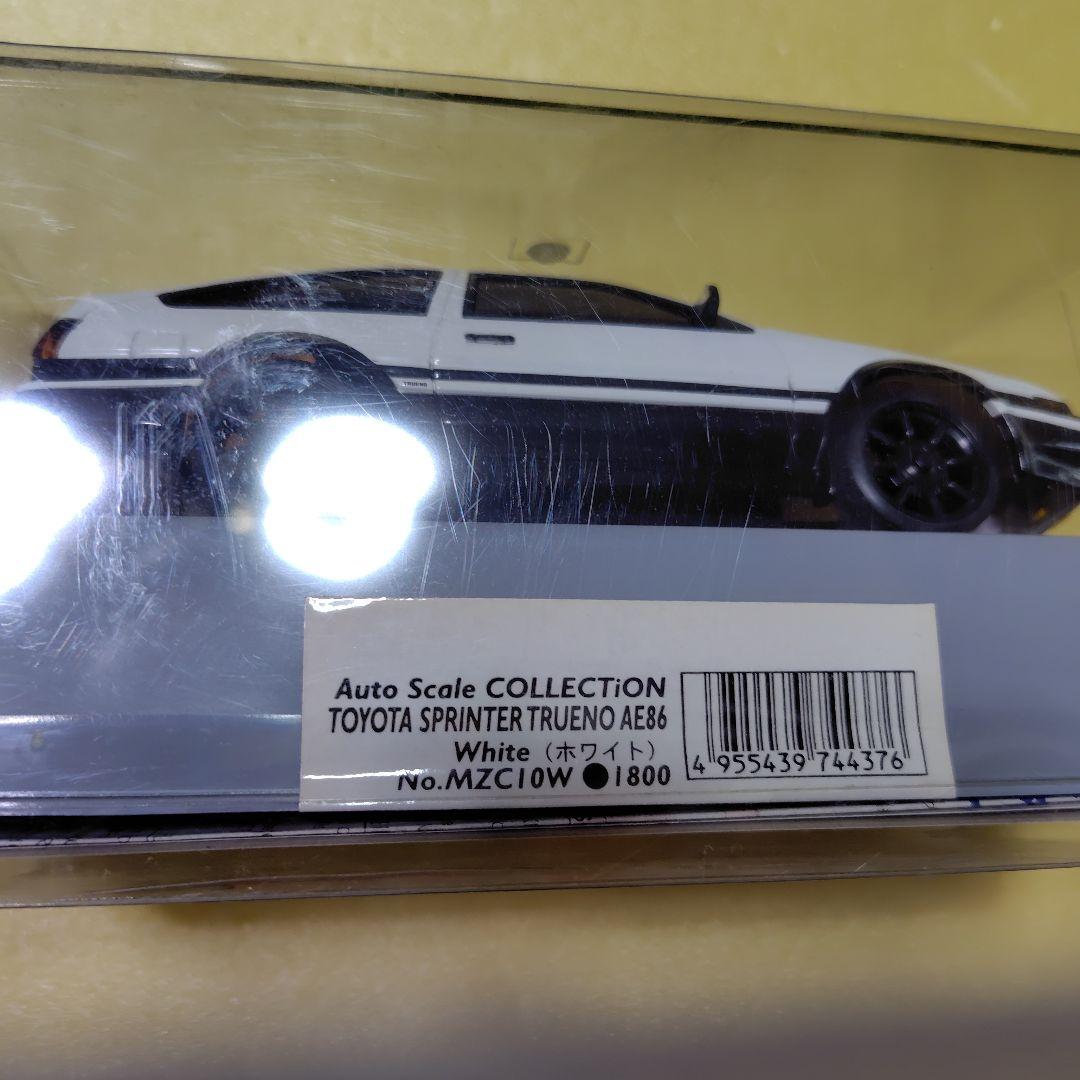 TRUENO
Auto Scale COLLECTiON
TOYOTA SPRINTER TRUENO AE86
White（ホワイト）
No.MZC10W ●1800
4 955439 744376